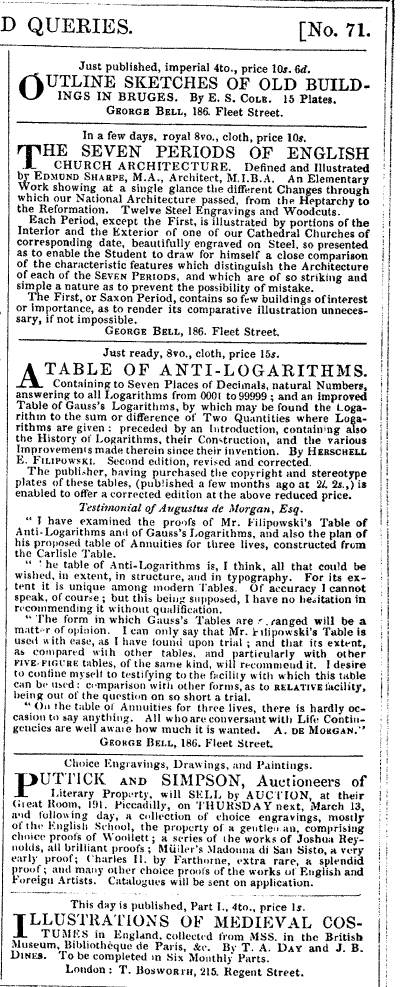 D QUERIES. [No. 71.
Just published, imperial 4to., price 10s. 6d.
OUTLINE SKETCHES OF OLD BUILD-
INGS IN BRUGES. By E. S. COLE. 15 Plates.
GEORGE BELL, 186. Fleet Street.
In a few days, royal 8vo., cloth, price 10s.
THE SEVEN PERIODS OF ENGLISH
CHURCH ARCHITECTURE. Defined and Illustrated
by EDMUND SHARPE, M.A., Architect, M.I.B.A. An Elementary
Work showing at a single glance the different Changes through
which our National Architecture passed, from the Heptarchy to
the Reformation. Twelve Steel Engravings and Woodcuts.
Each Period, except the First, is illustrated by portions of the
Interior and the Exterior of one of our Cathedral Churches of
corresponding date, beautifully engraved on Steel, so presented
as to enable the Student to draw for himself a close comparison
of the characteristic features which distinguish the Architecture
of each of the SEVEN PERIODS, and which are of so striking and
simple a nature as to prevent the possibility of mistake.
The First, or Saxon Period, contains so few buildings of interest
or importance, as to render its comparative illustration unneces-
sary, if not impossible.
GEORGE BELL, 186. Fleet Street.
Just ready, 8vo., cloth, price 15s.
A TABLE OF ANTI-LOGARITHMS.
Containing to Seven Places of Decimals, natural Numbers,
answering to all Logarithms from 0001 to 99999; and an improved
Table of Gauss's Logarithms, by which may be found the Loga-
rithm to the sum or difference of Two Quantities where Loga-
rithms are given: preceded by an Introduction, containing also
the History of Logarithms, their Construction, and the various
Improvements made therein since their invention. By HERSCHELL
E. FILIPOWSKI. Second edition, revised and corrected.
The publisher, having purchased the copyright and stereotype
plates of these tables, (published a few months ago at 2l. 2s.,) is
enabled to offer a corrected edition at the above reduced price.
Testimonial of Augustus de Morgan, Esq.
"I have examined the proofs of Mr. Filipowski's Table of
Anti-Logarithms and of Gauss's Logarithms, and also the plan of
his proposed table of Annuities for three lives, constructed from
the Carlisle Table.
"The table of Anti-Logarithms is, I think, all that could be
wished, in extent, in structure, and in typography. For its ex-
tent it is unique among modern Tables. Of accuracy I cannot
speak, of course; but this being supposed, I have no hesitation in
recommending it without qualification.
"The form in which Gauss's Tables are arranged will be a
matter of opinion. I can only say that Mr. Filipowski's Table is
used with ease, as I have found upon trial; and that its extent,
as compared with other tables, and particularly with other
FIVE-FIGURE tables, of the same kind, will recommend it. I desire
to confine myself to testifying to the facility with which this table
can be used: comparison with other forms, as to RELATIVE facility,
being out of the question on so short a trial.
"On the table of Annuities for three lives, there is hardly oc-
casion to say anything. All who are conversant with Life Contin-
gencies are well aware how much it is wanted. A. DE MORGAN."
GEORGE BELL, 186. Fleet Street.
Choice Engravings, Drawings, and Paintings.
PUTTICK AND SIMPSON, Auctioneers of
Literary Property, will SELL by AUCTION, at their
Great Room, 191. Piccadilly, on THURSDAY next, March 13,
and following day, a collection of choice engravings, mostly
of the English School, the property of a gentleman, comprising
choice proofs of Woollett; a series of the works of Joshua Rey-
nolds, all brilliant proofs; Müller's Madonna di San Sisto, a very
early proof; Charles II. by Farthorne, extra rare, a splendid
proof; and many other choice proofs of the works of English and
Foreign Artists. Catalogues will be sent on application.
This day is published, Part I., 4to., price 1s.
ILLUSTRATIONS OF MEDIEVAL COS-
TUMES in England, collected from MSS. in the British
Museum, Bibliothèque de Paris, &c. By T. A. DAY and J. B.
DINES. To be completed in Six Monthly Parts.
London: T. BOSWORTH, 215. Regent Street.